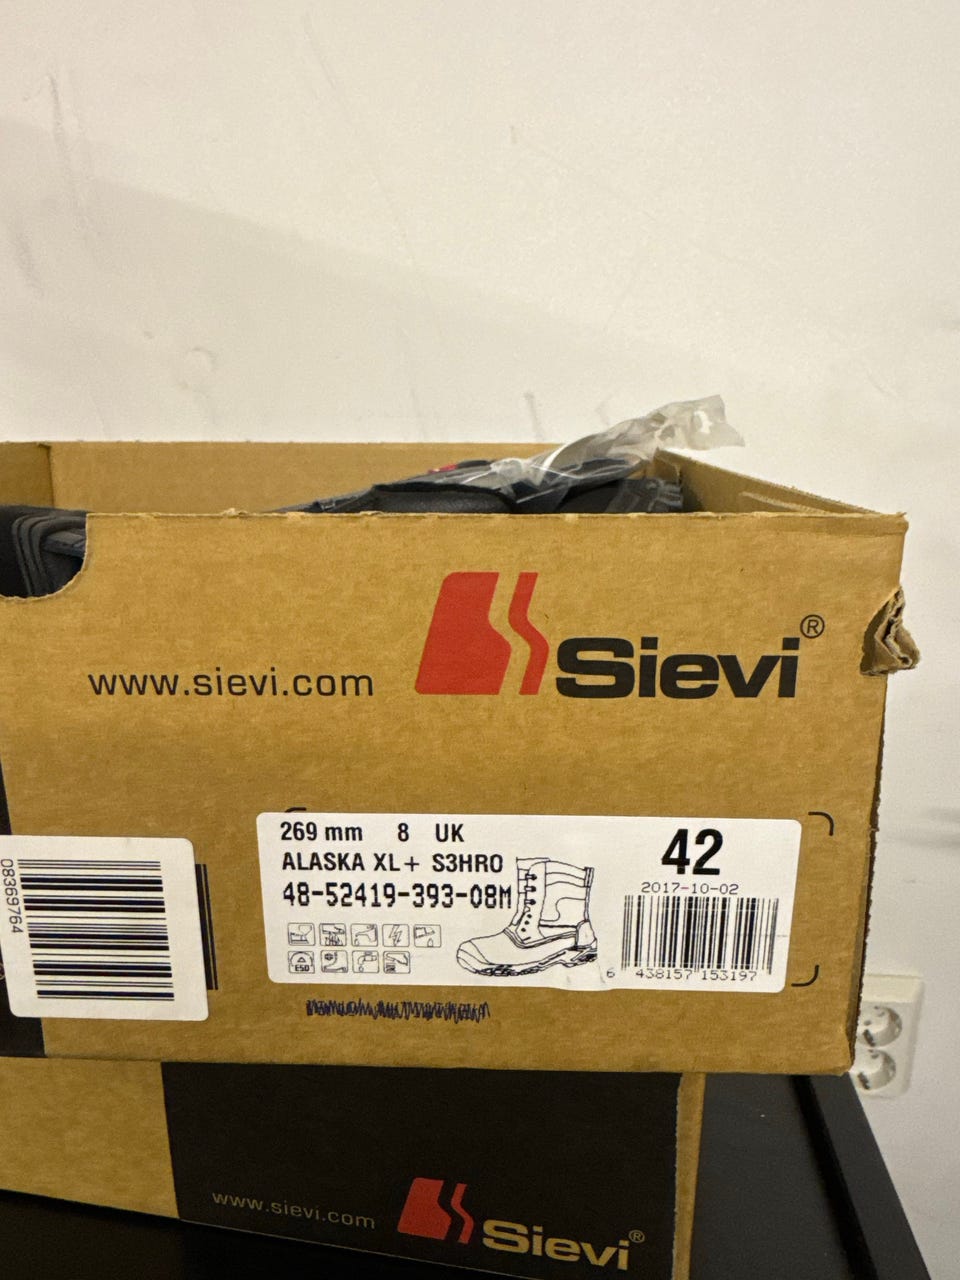 www.sievi.com
Sievi®
269 mm 8 UK
ALASKA XL+ S3HRO
48-52419-393-08M
42
2017-10-02
ESD
6 438157 153197
08369764
www.sievi.com
Sievi®